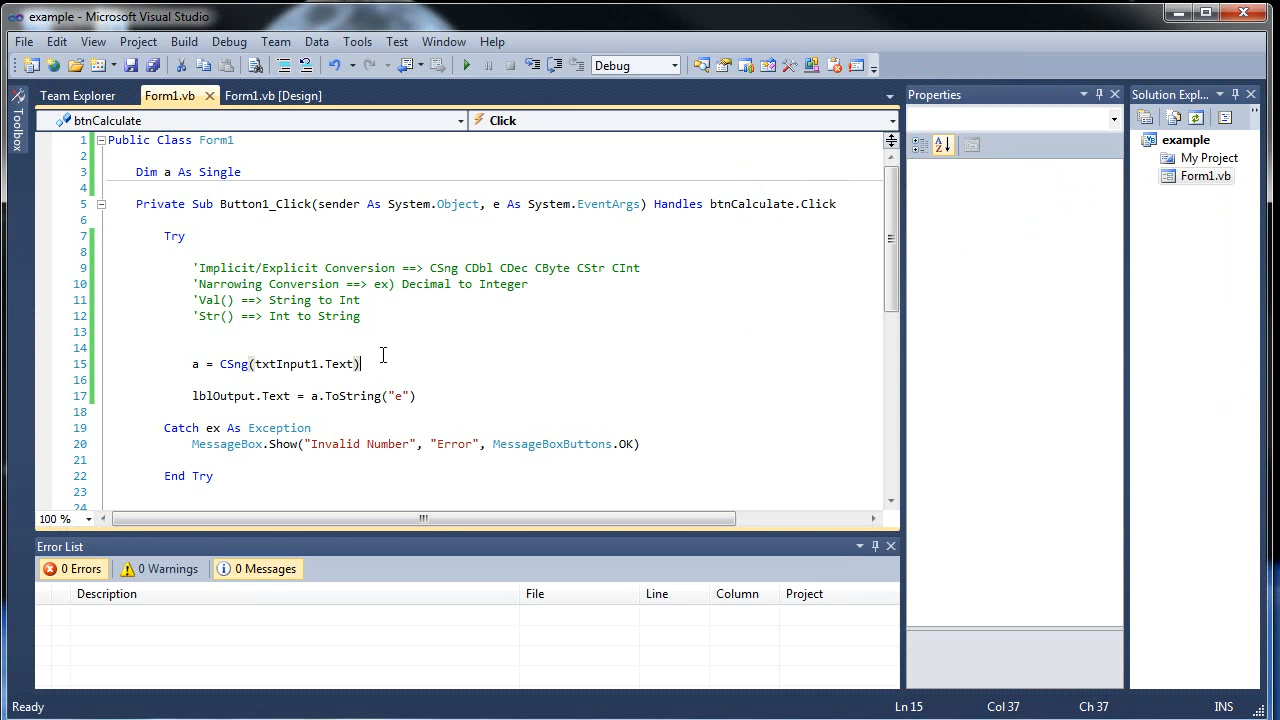 example - Microsoft Visual Studio
File Edit View Project Build Debug Team Data Tools Test Window Help
Debug
Team Explorer Form1.vb Form1.vb [Design]
btnCalculate Click
1 Public Class Form1
2
3 Dim a As Single
4
5 Private Sub Button1_Click(sender As System.Object, e As System.EventArgs) Handles btnCalculate.Click
6
7 Try
8
9 'Implicit/Explicit Conversion ==> CSng CDbl CDec CByte CStr CInt
10 'Narrowing Conversion ==> ex) Decimal to Integer
11 'Val() ==> String to Int
12 'Str() ==> Int to String
13
14
15 a = CSng(txtInput1.Text)
16
17 lblOutput.Text = a.ToString("e")
18
19 Catch ex As Exception
20 MessageBox.Show("Invalid Number", "Error", MessageBoxButtons.OK)
21
22 End Try
23
24
100 %
Toolbox
Properties
Solution Expl...
example
My Project
Form1.vb
Error List
0 Errors 0 Warnings 0 Messages
Description File Line Column Project
Ready Ln 15 Col 37 Ch 37 INS